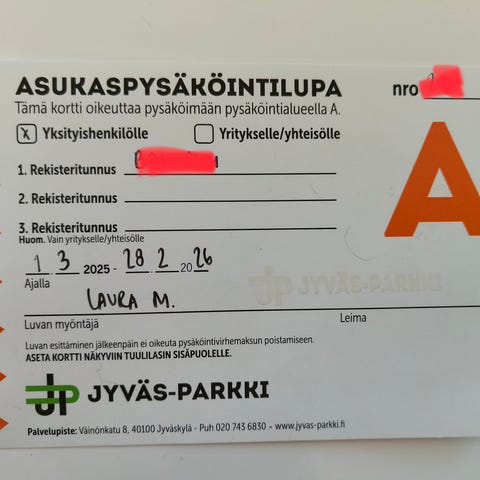 ASUKASPYSÄKÖINTILUPA
nro
Tämä kortti oikeuttaa pysäköimään pysäköintialueella A.
x Yksityishenkilölle Yritykselle/yhteisölle
A
1. Rekisteritunnus
2. Rekisteritunnus
3. Rekisteritunnus
Huom. Vain yritykselle/yhteisölle
1 . 3 2025 - 28 . 2 . 2026
Ajalla
JP JYVÄS-PARKKI
LAURA M.
Luvan myöntäjä Leima
Luvan esittäminen jälkeenpäin ei oikeuta pysäköintivirhemaksun poistamiseen.
ASETA KORTTI NÄKYVIIN TUULILASIN SISÄPUOLELLE.
JP JYVÄS-PARKKI
Palvelupiste: Väinönkatu 8, 40100 Jyväskylä - Puh 020 743 6830 - www.jyvas-parkki.fi